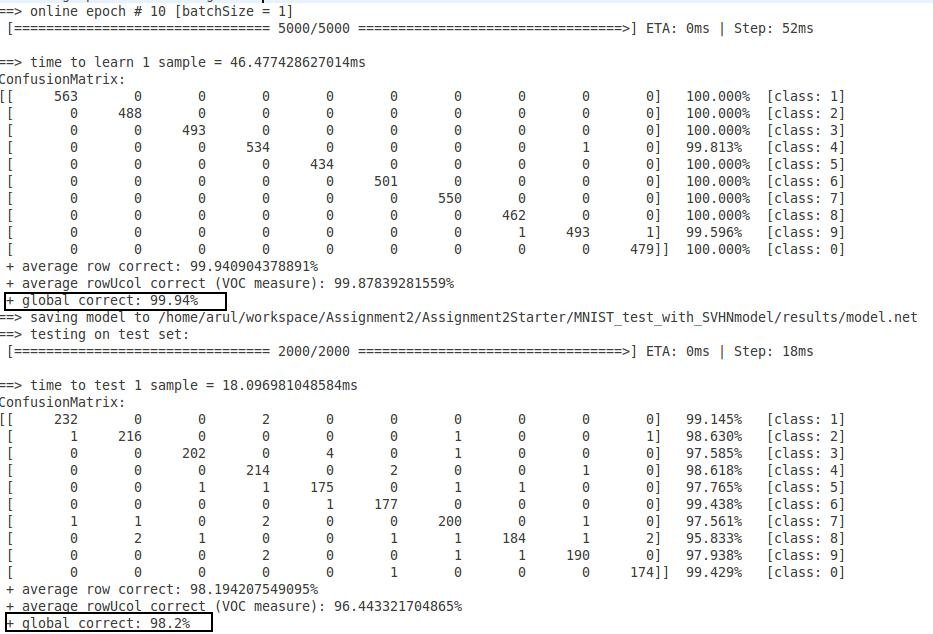 ==> online epoch # 10 [batchSize = 1]
[================================ 5000/5000 =================================>] ETA: 0ms | Step: 52ms
==> time to learn 1 sample = 46.477428627014ms
ConfusionMatrix:
[[ 563 0 0 0 0 0 0 0 0 0] 100.000% [class: 1]
[ 0 488 0 0 0 0 0 0 0 0] 100.000% [class: 2]
[ 0 0 493 0 0 0 0 0 0 0] 100.000% [class: 3]
[ 0 0 0 534 0 0 0 0 1 0] 99.813% [class: 4]
[ 0 0 0 0 434 0 0 0 0 0] 100.000% [class: 5]
[ 0 0 0 0 0 501 0 0 0 0] 100.000% [class: 6]
[ 0 0 0 0 0 0 550 0 0 0] 100.000% [class: 7]
[ 0 0 0 0 0 0 0 462 0 0] 100.000% [class: 8]
[ 0 0 0 0 0 0 0 1 493 1] 99.596% [class: 9]
[ 0 0 0 0 0 0 0 0 0 479]] 100.000% [class: 0]
+ average row correct: 99.940904378891%
+ average rowUcol correct (VOC measure): 99.87839281559%
+ global correct: 99.94%
==> saving model to /home/arul/workspace/Assignment2/Assignment2Starter/MNIST_test_with_SVHNmodel/results/model.net
==> testing on test set:
[================================ 2000/2000 =================================>] ETA: 0ms | Step: 18ms
==> time to test 1 sample = 18.096981048584ms
ConfusionMatrix:
[[ 232 0 0 2 0 0 0 0 0 0] 99.145% [class: 1]
[ 1 216 0 0 0 0 1 0 0 1] 98.630% [class: 2]
[ 0 0 202 0 4 0 1 0 0 0] 97.585% [class: 3]
[ 0 0 0 214 0 2 0 0 1 0] 98.618% [class: 4]
[ 0 0 1 1 175 0 1 1 0 0] 97.765% [class: 5]
[ 0 0 0 0 1 177 0 0 0 0] 99.438% [class: 6]
[ 1 1 0 2 0 0 200 0 1 0] 97.561% [class: 7]
[ 0 2 1 0 0 1 1 184 1 2] 95.833% [class: 8]
[ 0 0 0 2 0 0 1 1 190 0] 97.938% [class: 9]
[ 0 0 0 0 0 1 0 0 0 174]] 99.429% [class: 0]
+ average row correct: 98.194207549095%
+ average rowUcol correct (VOC measure): 96.443321704865%
+ global correct: 98.2%